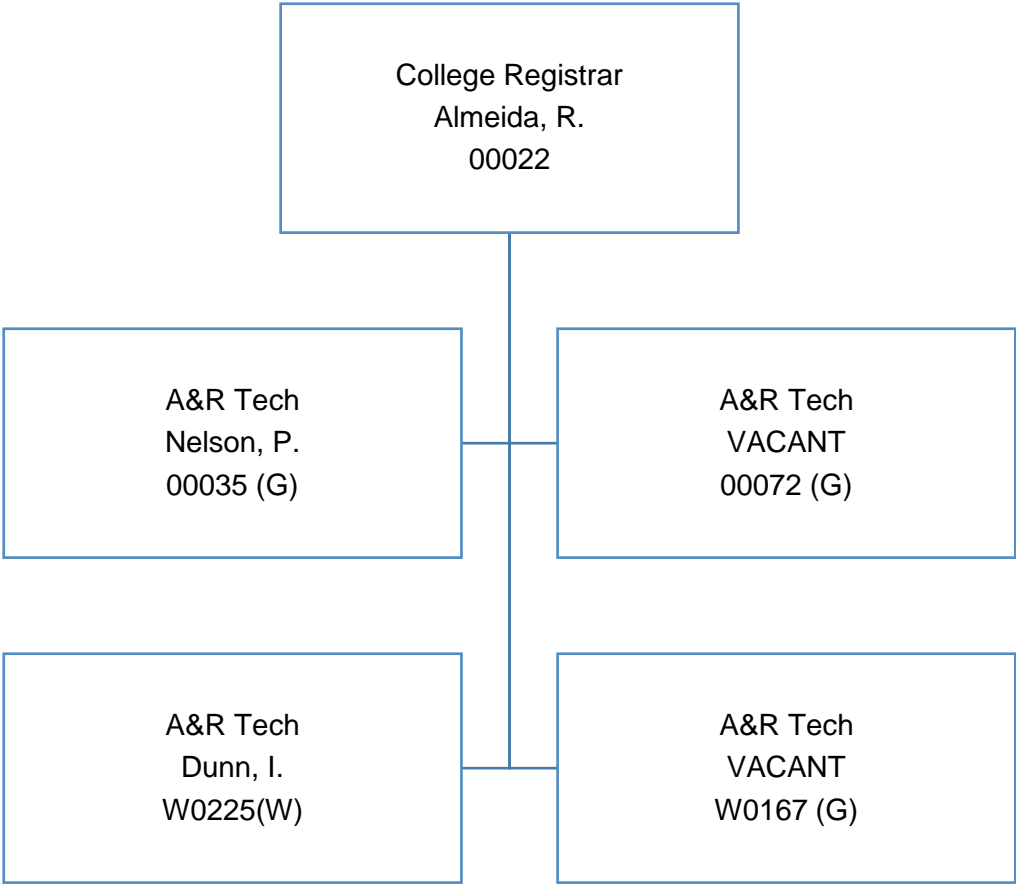 College Registrar
Almeida, R.
00022
A&R Tech
Nelson, P.
00035 (G)
A&R Tech
VACANT
00072 (G)
A&R Tech
Dunn, I.
W0225(W)
A&R Tech
VACANT
W0167 (G)